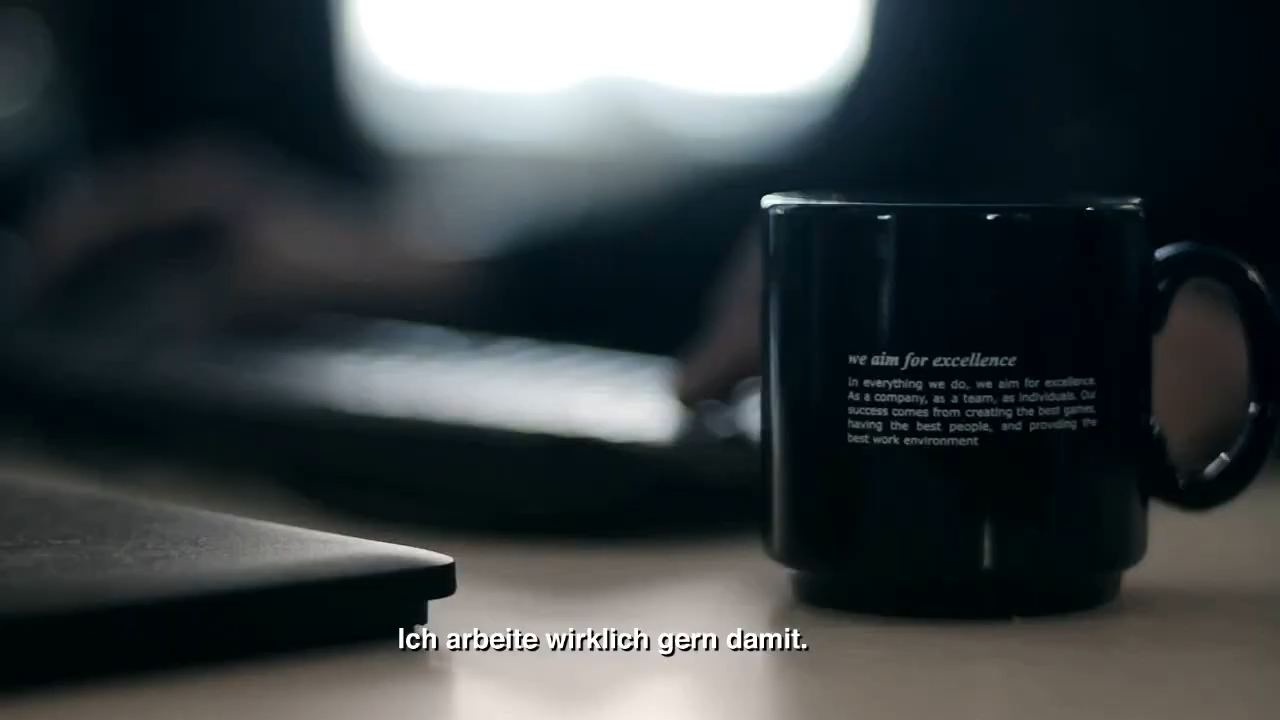 we aim for excellence
In everything we do, we aim for excellence.
As a company, as a team, as individuals. Our
success comes from creating the best games,
having the best people, and providing the
best work environment
Ich arbeite wirklich gern damit.